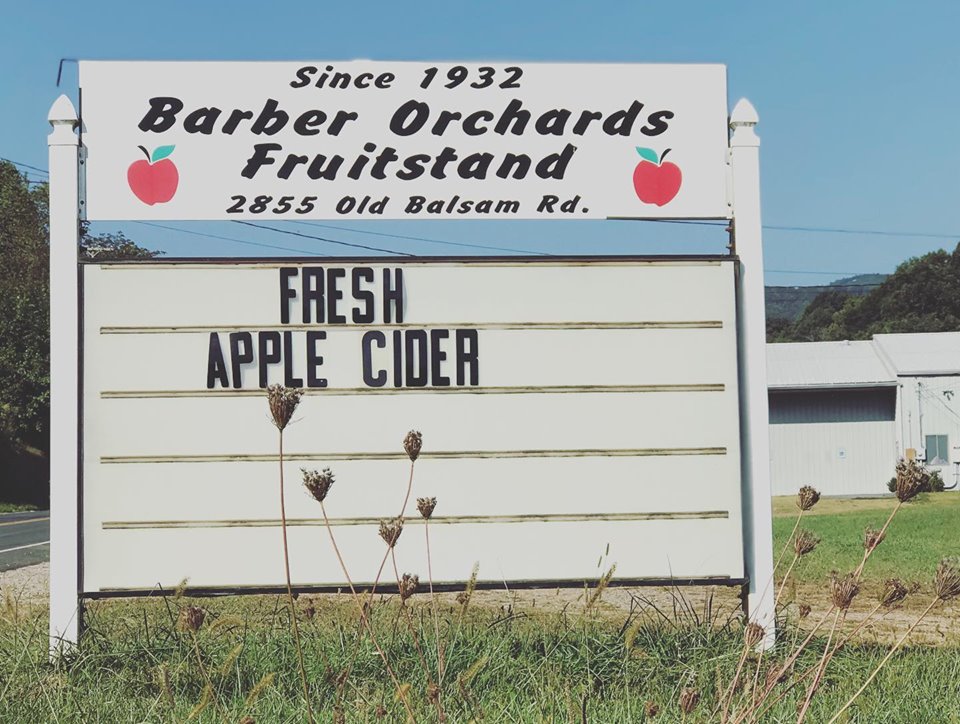 Since 1932
Barber Orchards
Fruitstand
2855 Old Balsam Rd.
FRESH
APPLE CIDER